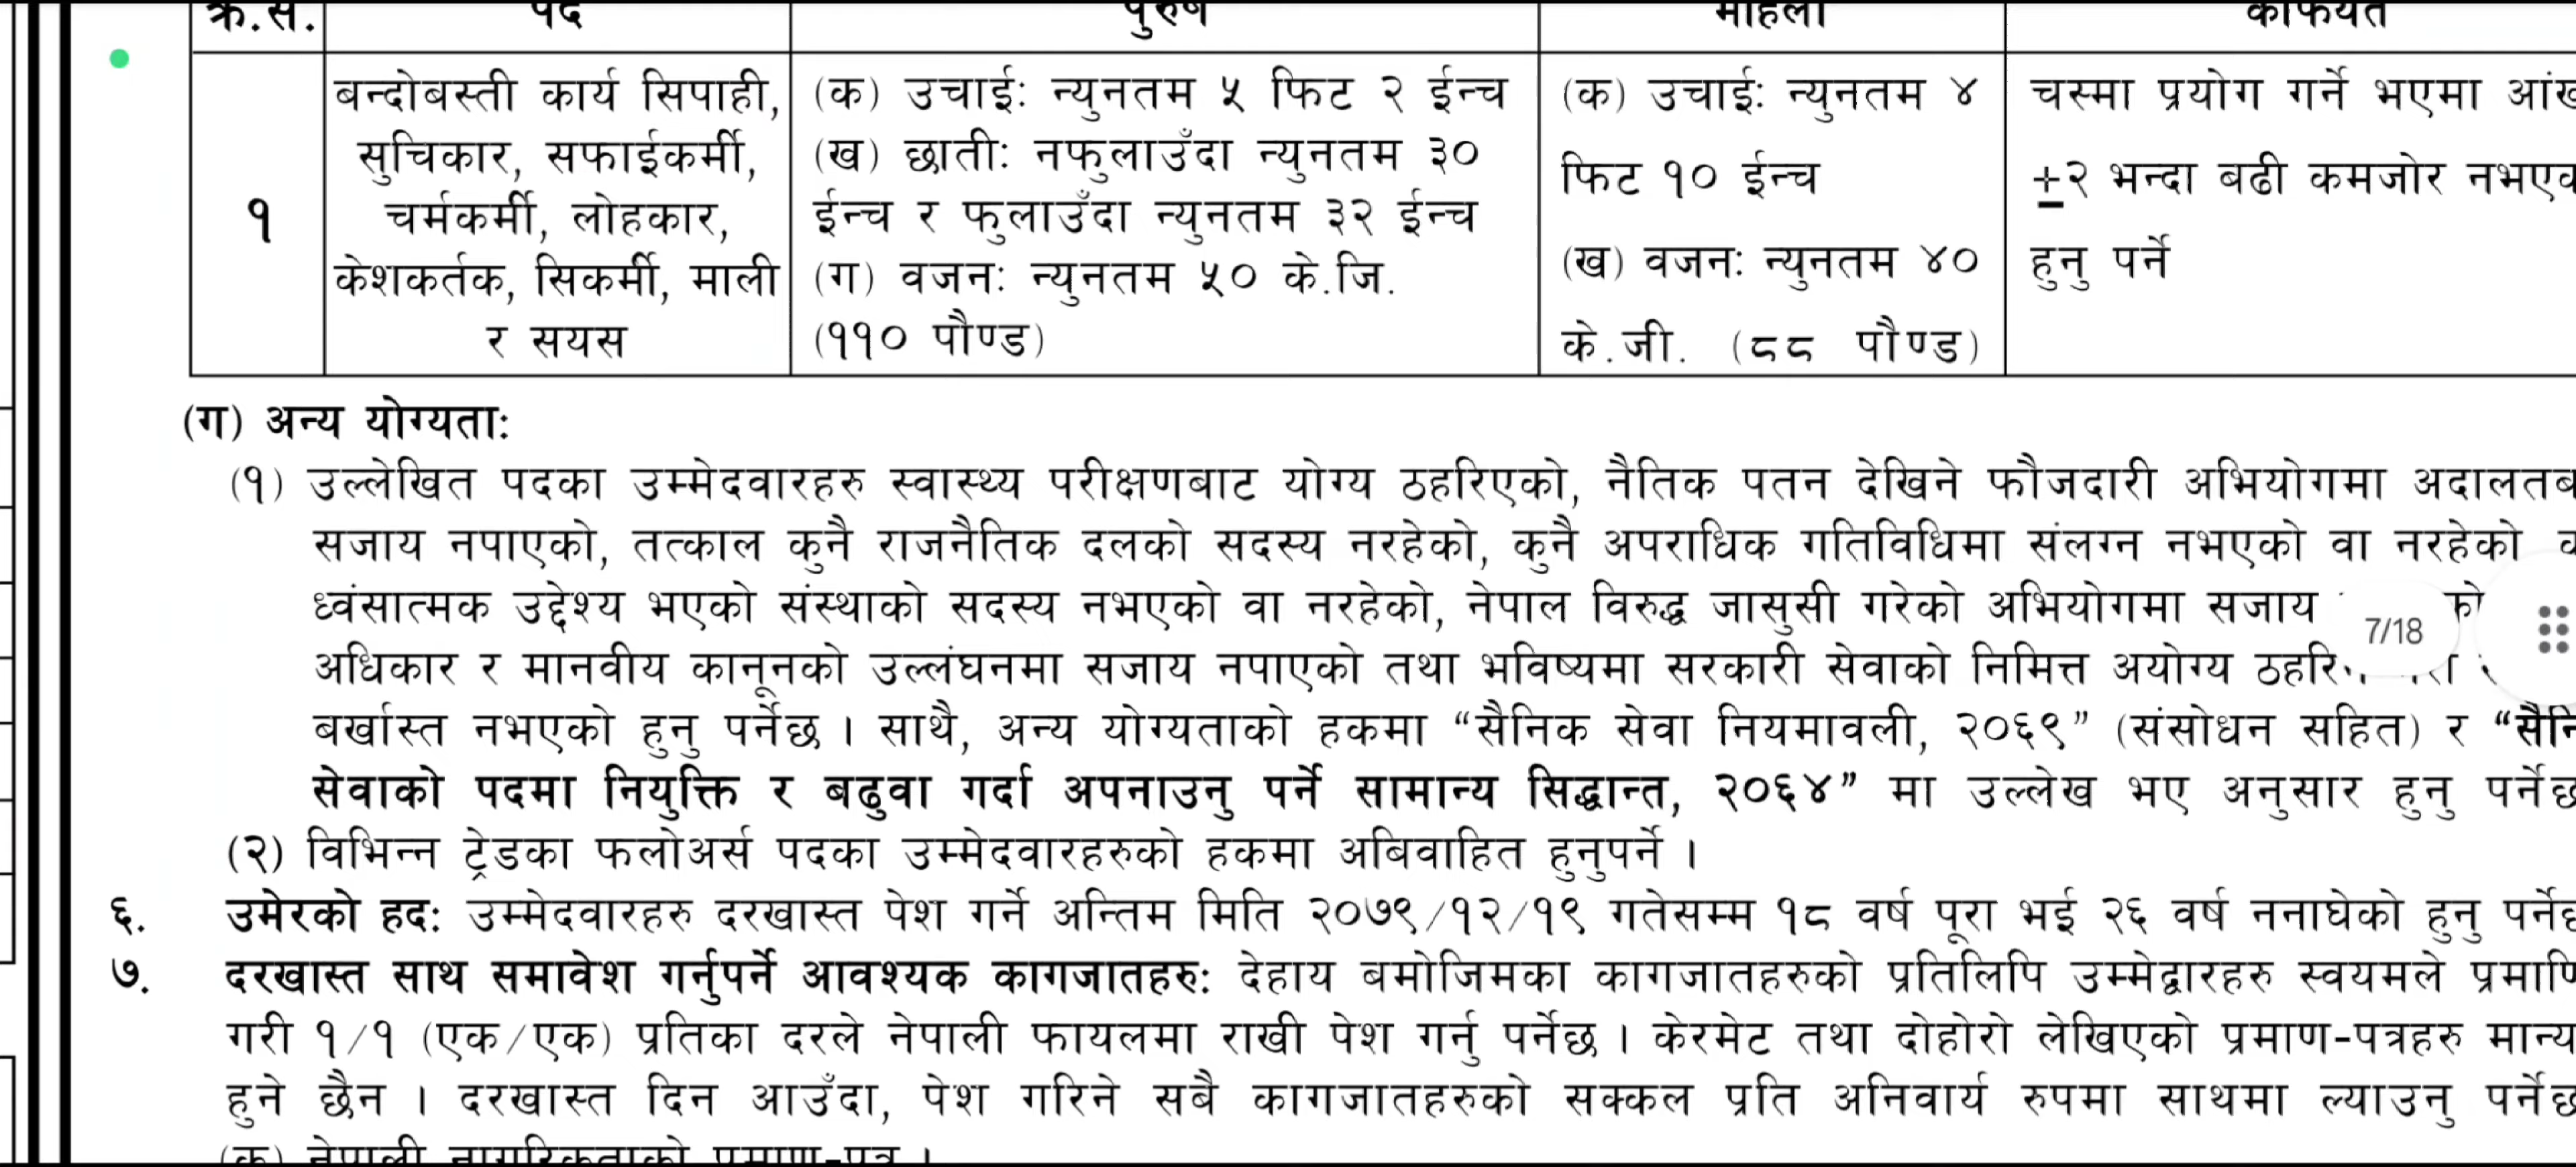 क्र.सं. पद पुरुष महिला कैफियत
१
बन्दोबस्ती कार्य सिपाही,
सुचिकार, सफाईकर्मी,
चर्मकर्मी, लोहकार,
केशकर्तक, सिकर्मी, माली
र सयस
(क) उचाईः न्युनतम ५ फिट २ ईन्च
(ख) छातीः नफुलाउँदा न्युनतम ३०
ईन्च र फुलाउँदा न्युनतम ३२ ईन्च
(ग) वजनः न्युनतम ५० के.जि.
(११० पौण्ड)
(क) उचाईः न्युनतम ४
फिट १० ईन्च
(ख) वजनः न्युनतम ४०
के.जी. (८८ पौण्ड)
चस्मा प्रयोग गर्ने भएमा
±२ भन्दा बढी कमजोर
हुनु पर्ने
(ग) अन्य योग्यताः
(१) उल्लेखित पदका उम्मेदवारहरु स्वास्थ्य परीक्षणबाट योग्य ठहरिएको, नैतिक पतन देखिने फौजदारी अभियोगमा
सजाय नपाएको, तत्काल कुनै राजनैतिक दलको सदस्य नरहेको, कुनै अपराधिक गतिविधिमा संलग्न नभएको वा नरहेको
ध्वंसात्मक उद्देश्य भएको संस्थाको सदस्य नभएको वा नरहेको, नेपाल विरुद्ध जासुसी गरेको अभियोगमा सजाय
7/18
अधिकार र मानवीय कानूनको उल्लंघनमा सजाय नपाएको तथा भविष्यमा सरकारी सेवाको निमित्त अयोग्य
बर्खास्त नभएको हुनु पर्नेछ । साथै, अन्य योग्यताको हकमा “सैनिक सेवा नियमावली, २०६९” (संसोधन सहित) र
सेवाको पदमा नियुक्ति र बढुवा गर्दा अपनाउनु पर्ने सामान्य सिद्धान्त, २०६४” मा उल्लेख भए अनुसार हुनु पर्नेछ
(२) विभिन्न ट्रेडका फलोअर्स पदका उम्मेदवारहरुको हकमा अबिवाहित हुनुपर्ने ।
६. उमेरको हदः उम्मेदवारहरु दरखास्त पेश गर्ने अन्तिम मिति २०७९/१२/१९ गतेसम्म १८ वर्ष पूरा भई २६ वर्ष ननाघेको हुनु पर्नेछ
७. दरखास्त साथ समावेश गर्नुपर्ने आवश्यक कागजातहरुः देहाय बमोजिमका कागजातहरुको प्रतिलिपि उम्मेद्वारहरु स्वयमले
गरी १/१ (एक/एक) प्रतिका दरले नेपाली फायलमा राखी पेश गर्नु पर्नेछ । केरमेट तथा दोहोरो लेखिएको प्रमाण-पत्रहरु मान्य
हुने छैन । दरखास्त दिन आउँदा, पेश गरिने सबै कागजातहरुको सक्कल प्रति अनिवार्य रुपमा साथमा ल्याउनु पर्नेछ
(क) नेपाली नागरिकताको प्रमाण-पत्र ।